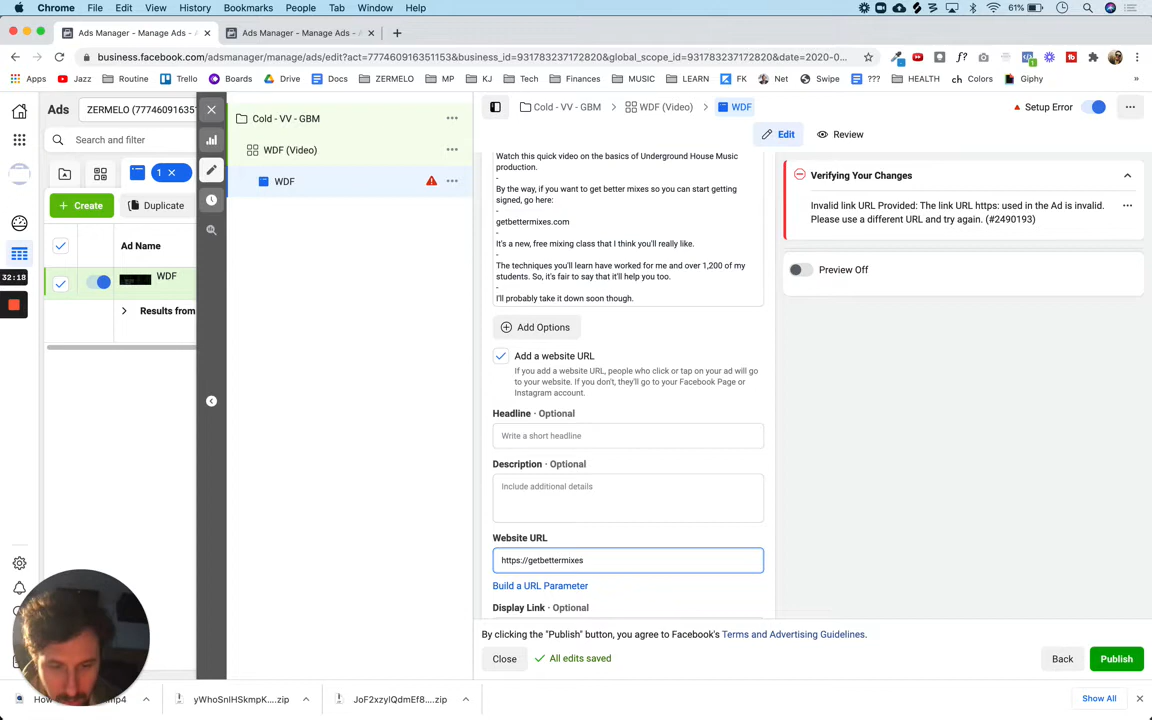 Chrome File Edit View History Bookmarks People Tab Window Help
61%
Ads Manager - Manage Ads -
Ads Manager - Manage Ads -
business.facebook.com/adsmanager/manage/ads/edit?act=777460916351153&business_id=931783237172820&global_scope_id=931783237172820&date=2020-0...
Apps Jazz Routine Trello Boards Drive Docs ZERMELO MP KJ Tech Finances MUSIC LEARN FK Net Swipe ??? HEALTH ch Colors Giphy
Ads
ZERMELO (77746091635
Search and filter
1
Create
Duplicate
Ad Name
WDF
Results from
32:18
Cold - VV - GBM
WDF (Video)
WDF
Cold - VV - GBM
WDF (Video)
WDF
Setup Error
Edit
Review
Watch this quick video on the basics of Underground House Music
production.
-
By the way, if you want to get better mixes so you can start getting
signed, go here:
-
getbettermixes.com
-
It's a new, free mixing class that I think you'll really like.
-
The techniques you'll learn have worked for me and over 1,200 of my
students. So, it's fair to say that it'll help you too.
-
I'll probably take it down soon though.
Add Options
Add a website URL
If you add a website URL, people who click or tap on your ad will go
to your website. If you don't, they'll go to your Facebook Page or
Instagram account.
Headline · Optional
Write a short headline
Description · Optional
Include additional details
Website URL
https://getbettermixes
Build a URL Parameter
Display Link · Optional
Verifying Your Changes
Invalid link URL Provided: The link URL https: used in the Ad is invalid.
Please use a different URL and try again. (#2490193)
Preview Off
By clicking the "Publish" button, you agree to Facebook's Terms and Advertising Guidelines.
Close
All edits saved
Back
Publish
How
mp4
yWhoSnIHSkmpK....zip
JoF2xzylQdmEf8....zip
Show All